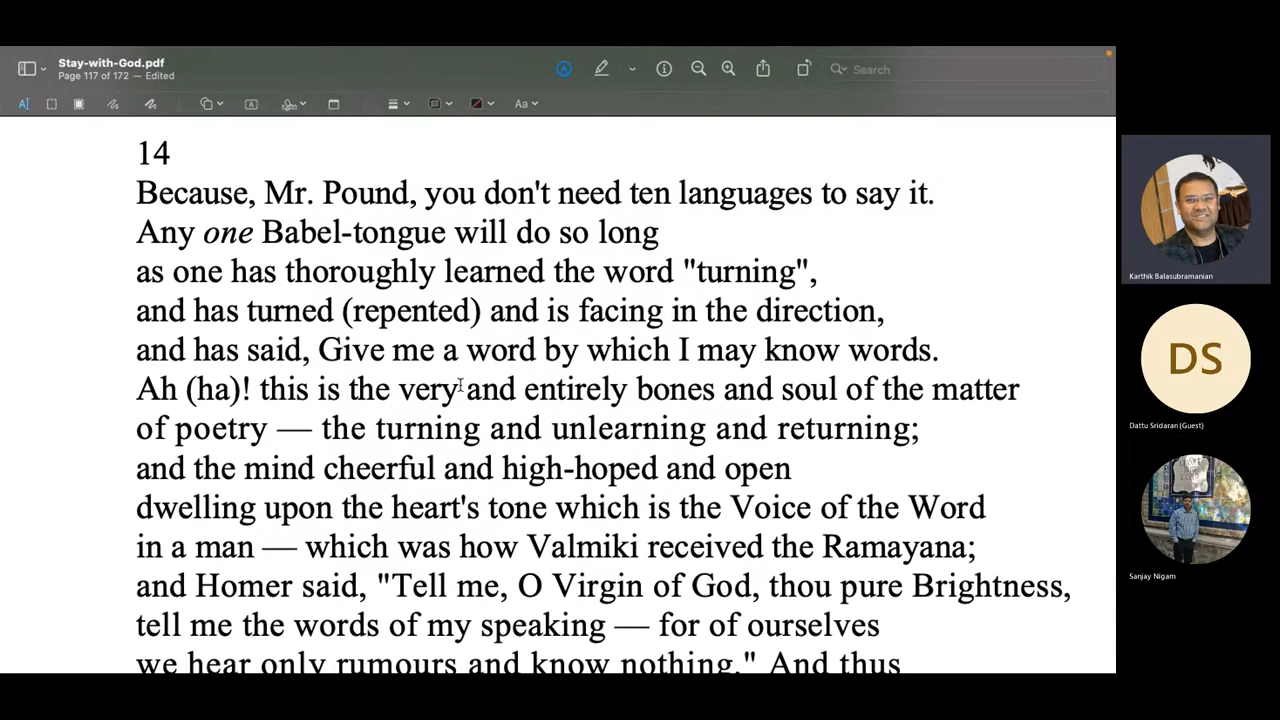 Stay-with-God.pdf
Page 117 of 172 — Edited
Search
Aa
14
Because, Mr. Pound, you don't need ten languages to say it.
Any one Babel-tongue will do so long
as one has thoroughly learned the word "turning",
and has turned (repented) and is facing in the direction,
and has said, Give me a word by which I may know words.
Ah (ha)! this is the very and entirely bones and soul of the matter
of poetry — the turning and unlearning and returning;
and the mind cheerful and high-hoped and open
dwelling upon the heart's tone which is the Voice of the Word
in a man — which was how Valmiki received the Ramayana;
and Homer said, "Tell me, O Virgin of God, thou pure Brightness,
tell me the words of my speaking — for of ourselves
we hear only rumours and know nothing." And thus
Karthik Balasubramanian
DS
Dattu Sridaran (Guest)
Sanjay Nigam